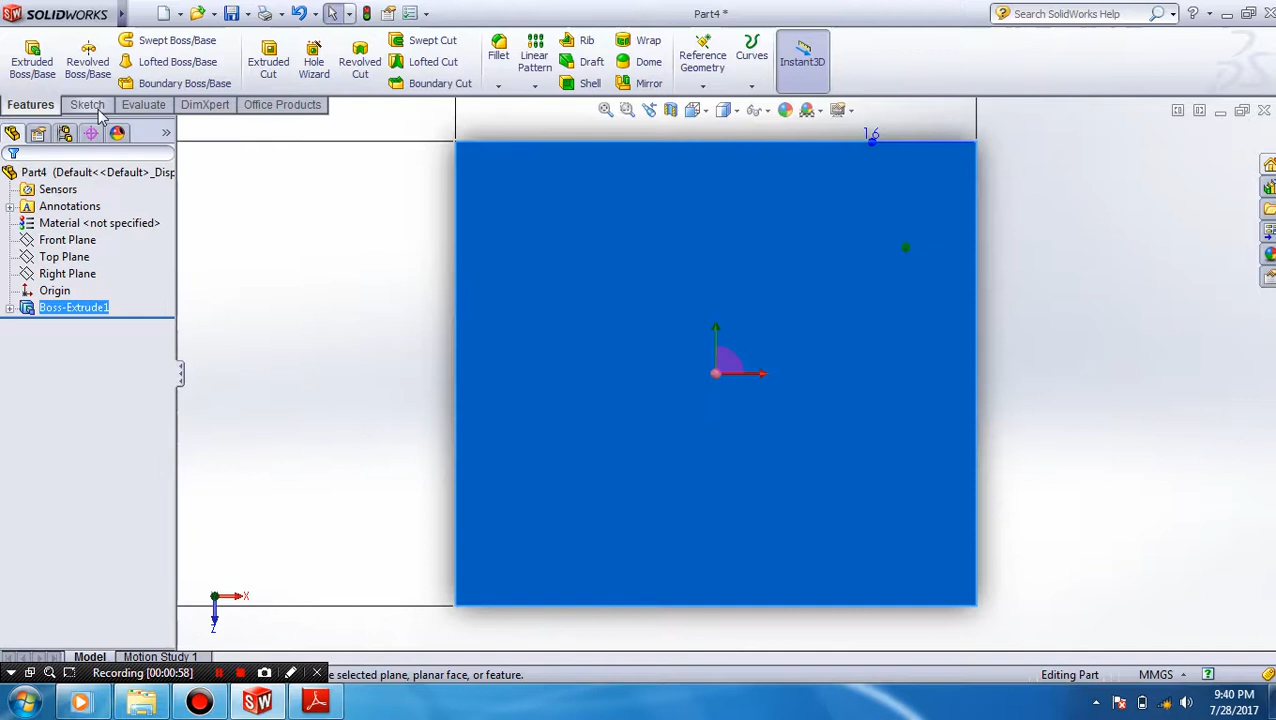 SOLIDWORKS
Part4 *
Search SolidWorks Help
Extruded Boss/Base
Revolved Boss/Base
Swept Boss/Base
Lofted Boss/Base
Boundary Boss/Base
Extruded Cut
Hole Wizard
Revolved Cut
Swept Cut
Lofted Cut
Boundary Cut
Fillet
Linear Pattern
Rib
Draft
Shell
Wrap
Dome
Mirror
Reference Geometry
Curves
Instant3D
Features Sketch Evaluate DimXpert Office Products
16
Part4 (Default<<Default>_Disp
Sensors
Annotations
Material <not specified>
Front Plane
Top Plane
Right Plane
Origin
Boss-Extrude1
X
Z
Model Motion Study 1
Recording [00:00:58]
e selected plane, planar face, or feature.
Editing Part
MMGS
9:40 PM
7/28/2017